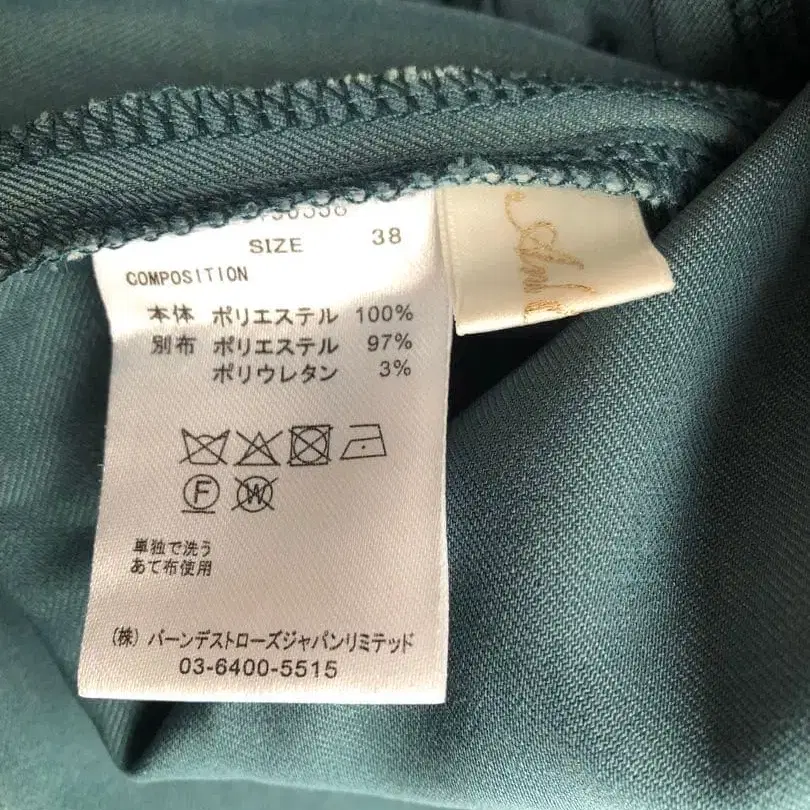 SIZE 38
COMPOSITION
本体 ポリエステル 100%
別布 ポリエステル 97%
ポリウレタン 3%
F W
単独で洗う
あて布使用
(株) バーンデストローズジャパンリミテッド
03-6400-5515